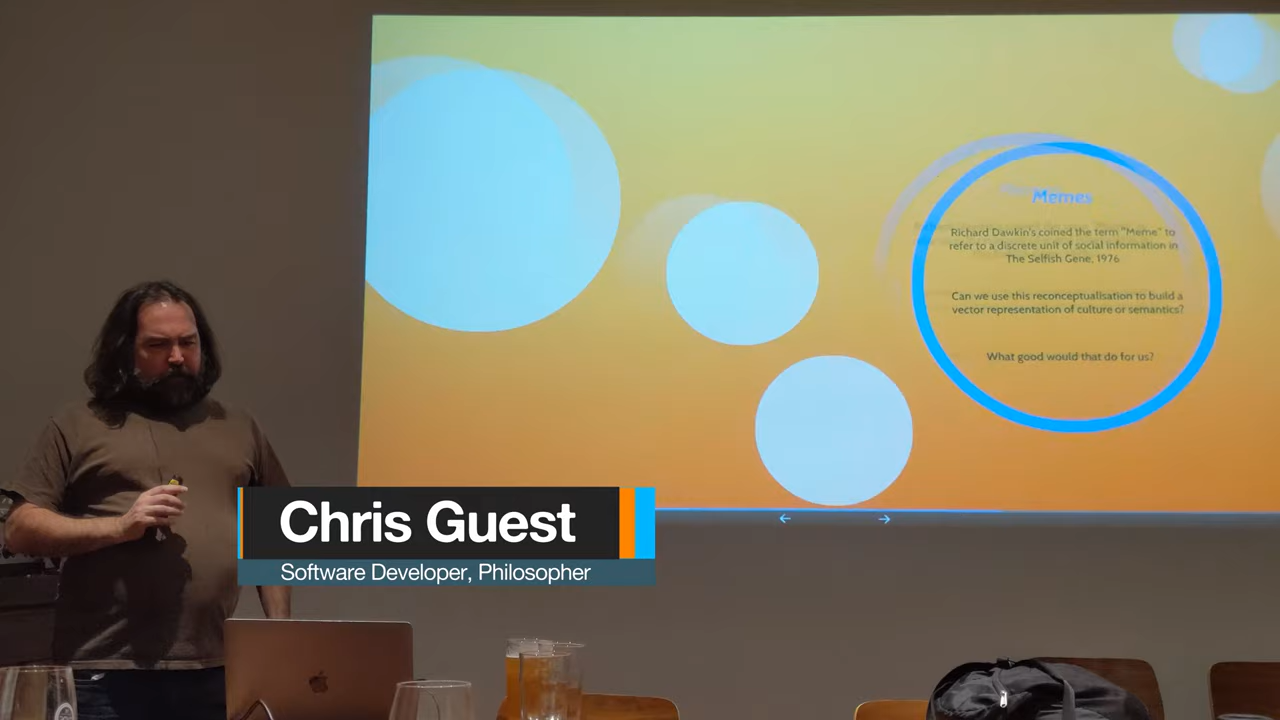 Memes
Richard Dawkin's coined the term "Meme" to
refer to a discrete unit of social information in
The Selfish Gene, 1976
Can we use this reconceptualisation to build a
vector representation of culture or semantics?
What good would that do for us?
Chris Guest
Software Developer, Philosopher